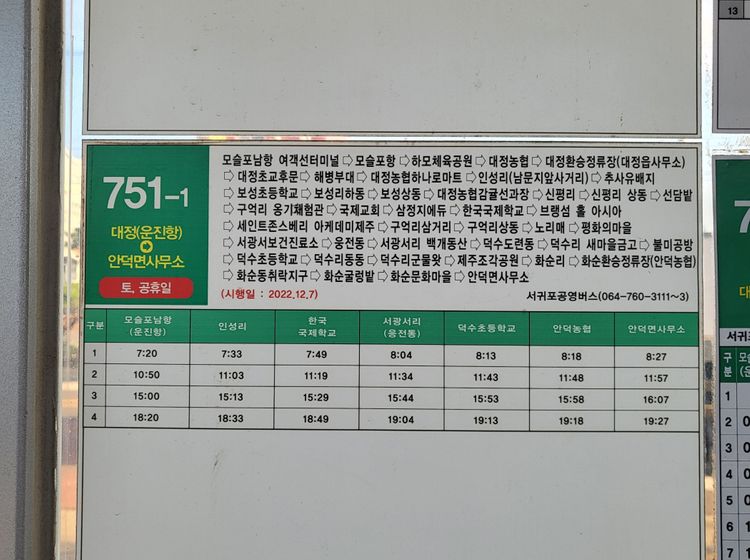 13
751-1
대정(운진항)
안덕면사무소
토, 공휴일
모슬포남항 여객선터미널 ⇨ 모슬포항 ⇨ 하모체육공원 ⇨ 대정농협 ⇨ 대정환승정류장(대정읍사무소)
⇨ 대정초교후문 ⇨ 해병부대 ⇨ 대정농협하나로마트 ⇨ 인성리(남문지앞사거리) ⇨ 추사유배지
⇨ 보성초등학교 ⇨ 보성리하동 ⇨ 보성상동 ⇨ 대정농협감귤선과장 ⇨ 신평리 ⇨ 신평리 상동 ⇨ 선담밭
⇨ 구억리 옹기체험관 ⇨ 국제교회 ⇨ 삼정지에듀 ⇨ 한국국제학교 ⇨ 브랭섬 홀 아시아
⇨ 세인트존스베리 아케데미제주 ⇨ 구억리삼거리 ⇨ 구억리상동 ⇨ 노리매 ⇨ 평화의마을
⇨ 서광서보건진료소 ⇨ 웅전동 ⇨ 서광서리 백개동산 ⇨ 덕수노련동 ⇨ 덕수리 새마을금고 ⇨ 불미공방
⇨ 덕수초등학교 ⇨ 덕수리동동 ⇨ 덕수리군물왓 ⇨ 제주조각공원 ⇨ 화순리 ⇨ 화순환승정류장(안덕농협)
⇨ 화순동취락지구 ⇨ 화순굴렁밭 ⇨ 화순문화마을 ⇨ 안덕면사무소
(시행일 : 2022.12.7) 서귀포공영버스(064-760-3111~3)
구분 모슬포남항(운진항) 인성리 한국국제학교 서광서리(웅전동) 덕수초등학교 안덕농협 안덕면사무소
1 7:20 7:33 7:49 8:04 8:13 8:18 8:27
2 10:50 11:03 11:19 11:34 11:43 11:48 11:57
3 15:00 15:13 15:29 15:44 15:53 15:58 16:07
4 18:20 18:33 18:49 19:04 19:13 19:18 19:27
7
서귀포
구분
1
2 0
3 0
4 0
5 0
6 1
7